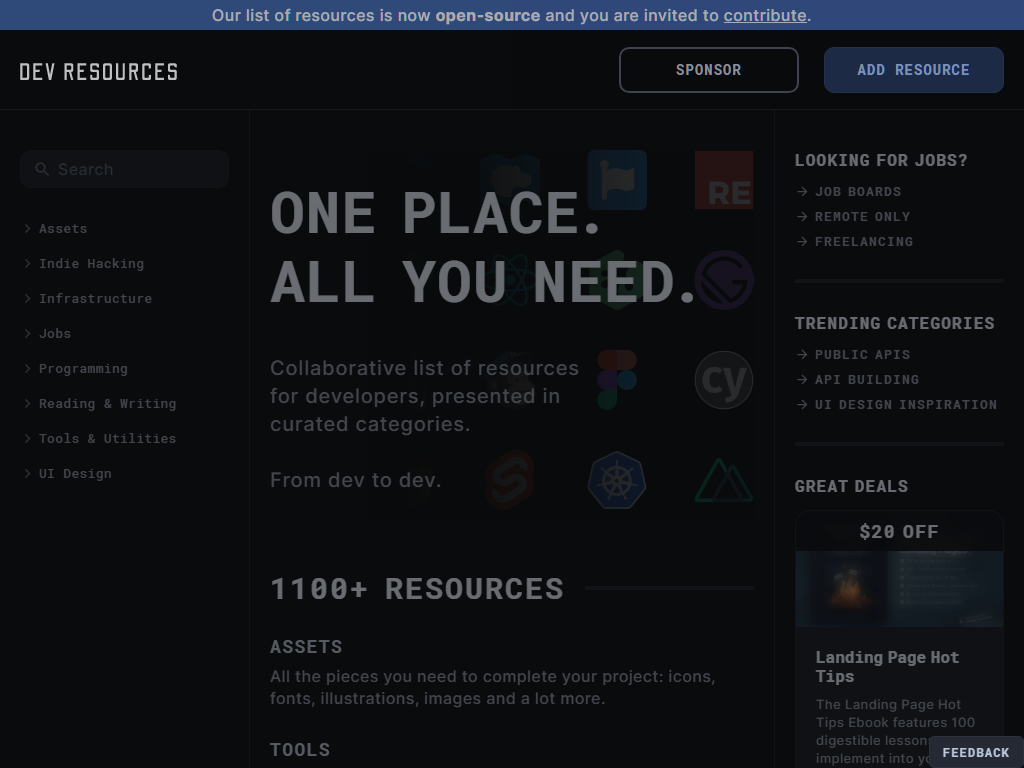 Our list of resources is now open-source and you are invited to contribute.
DEV RESOURCES
SPONSOR
ADD RESOURCE
Search
Assets
Indie Hacking
Infrastructure
Jobs
Programming
Reading & Writing
Tools & Utilities
UI Design
ONE PLACE.
ALL YOU NEED.
Collaborative list of resources
for developers, presented in
curated categories.
From dev to dev.
RE
cy
1100+ RESOURCES
ASSETS
All the pieces you need to complete your project: icons,
fonts, illustrations, images and a lot more.
TOOLS
LOOKING FOR JOBS?
JOB BOARDS
REMOTE ONLY
FREELANCING
TRENDING CATEGORIES
PUBLIC APIS
API BUILDING
UI DESIGN INSPIRATION
GREAT DEALS
$20 OFF
Landing Page Hot
Tips
The Landing Page Hot
Tips Ebook features 100
digestible lessons
implement into
FEEDBACK